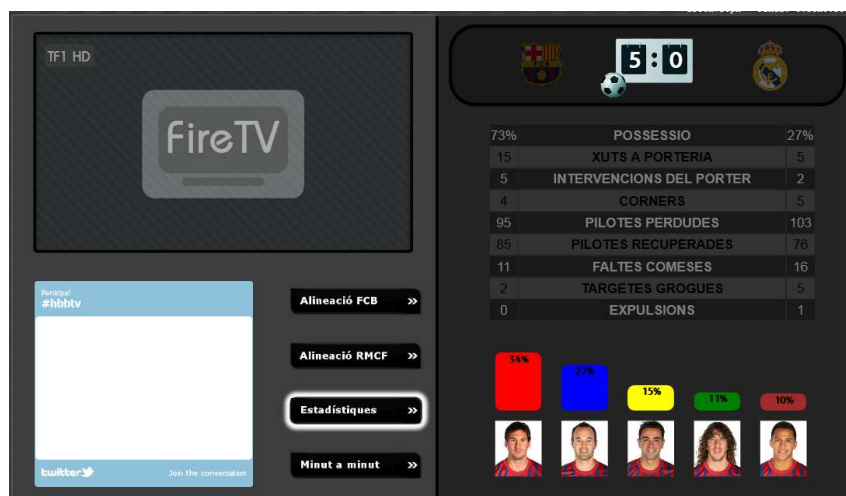 TF1 HD
FireTV
5:0
73% POSSESSIO 27%
15 XUTS A PORTERIA 5
5 INTERVENCIONS DEL PORTER 2
4 CORNERS 5
95 PILOTES PERDUDES 103
85 PILOTES RECUPERADES 76
11 FALTES COMESES 16
2 TARGETES GROGUES 5
0 EXPULSIONS 1
Participa!
#hbbtv
twitter
Join the conversation
Alineació FCB »
Alineació RMCF »
Estadístiques »
Minut a minut »
34%
27%
15%
11%
10%